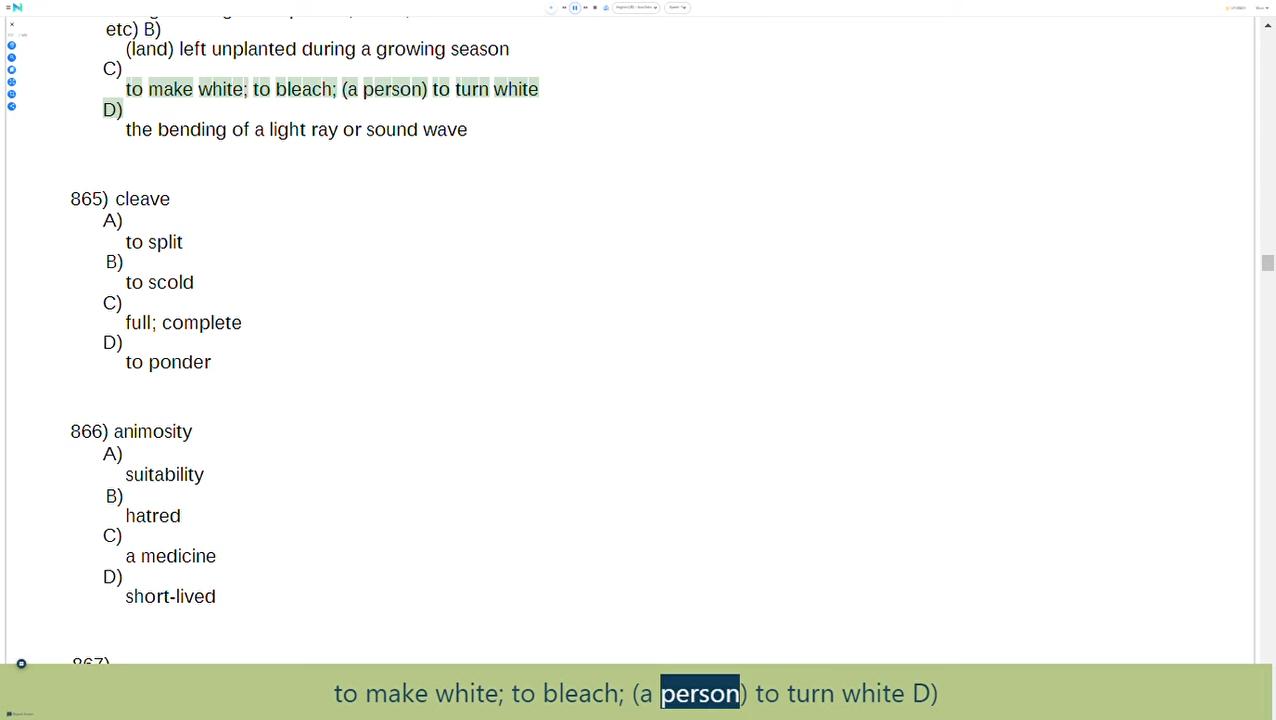 etc) B)
(land) left unplanted during a growing season
C)
to make white; to bleach; (a person) to turn white
D)
the bending of a light ray or sound wave
865) cleave
A)
to split
B)
to scold
C)
full; complete
D)
to ponder
866) animosity
A)
suitability
B)
hatred
C)
a medicine
D)
short-lived
867)
to make white; to bleach; (a person) to turn white D)